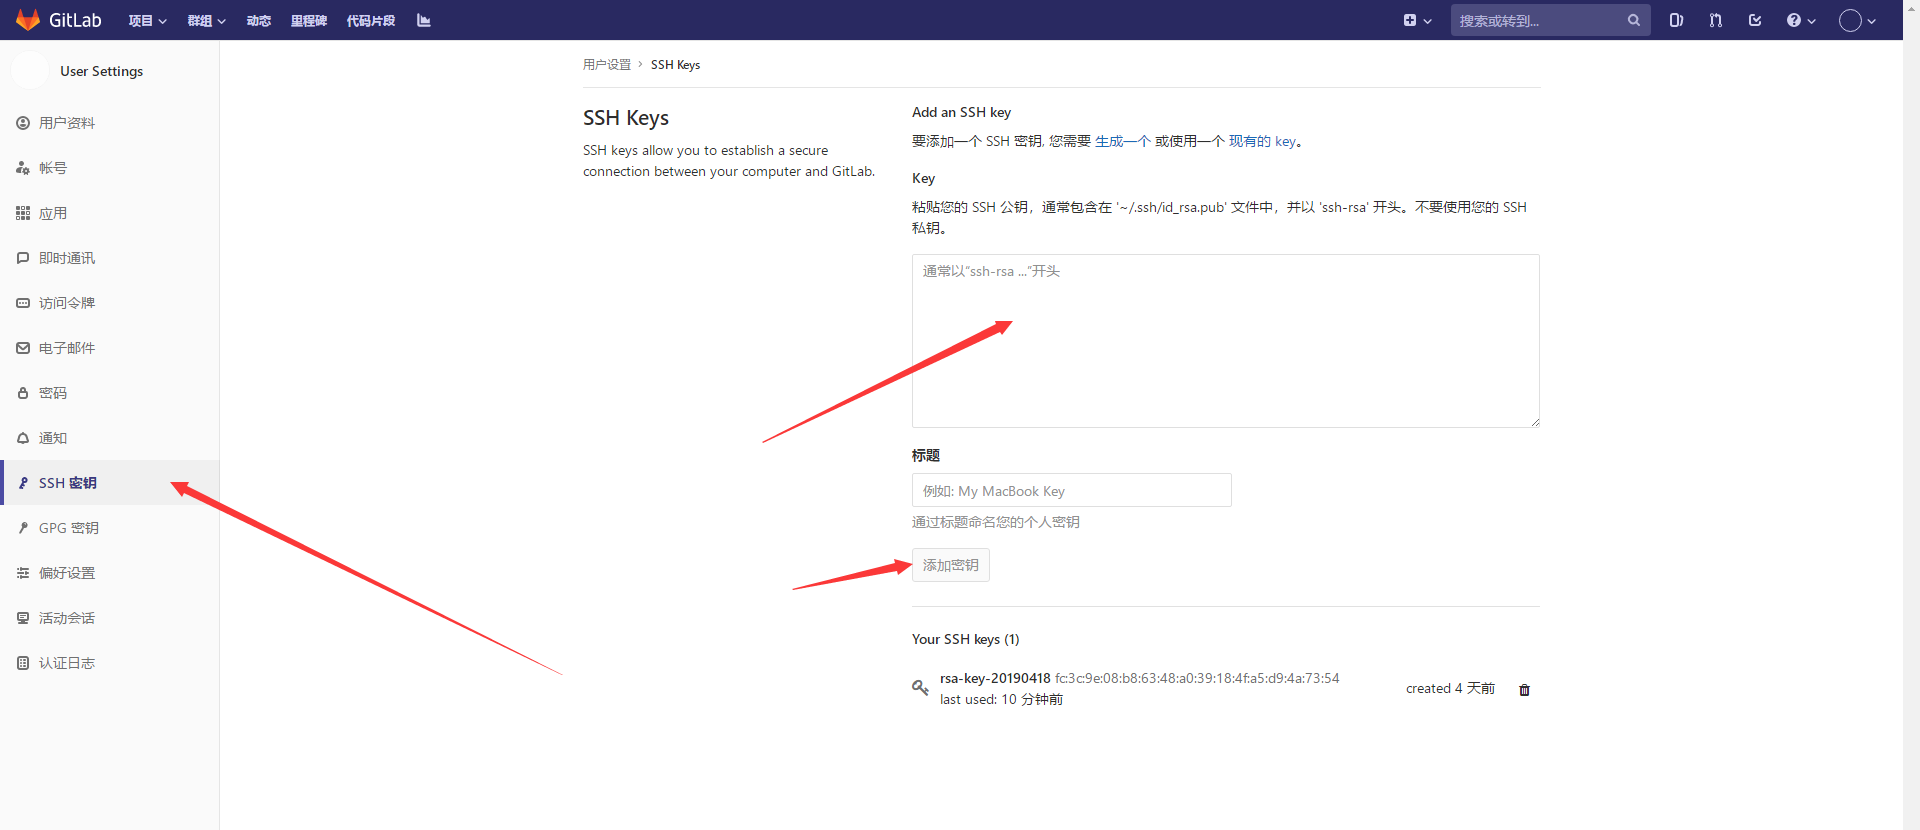 GitLab 项目 群组 动态 里程碑 代码片段 搜索或转到...
User Settings
用户资料
帐号
应用
即时通讯
访问令牌
电子邮件
密码
通知
SSH 密钥
GPG 密钥
偏好设置
活动会话
认证日志
用户设置 › SSH Keys
SSH Keys
SSH keys allow you to establish a secure
connection between your computer and GitLab.
Add an SSH key
要添加一个 SSH 密钥, 您需要 生成一个 或使用一个 现有的 key。
Key
粘贴您的 SSH 公钥，通常包含在 '~/.ssh/id_rsa.pub' 文件中，并以 'ssh-rsa' 开头。不要使用您的 SSH
私钥。
通常以“ssh-rsa ...”开头
标题
例如: My MacBook Key
通过标题命名您的个人密钥
添加密钥
Your SSH keys (1)
rsa-key-20190418 fc:3c:9e:08:b8:63:48:a0:39:18:4f:a5:d9:4a:73:54
last used: 10 分钟前
created 4 天前